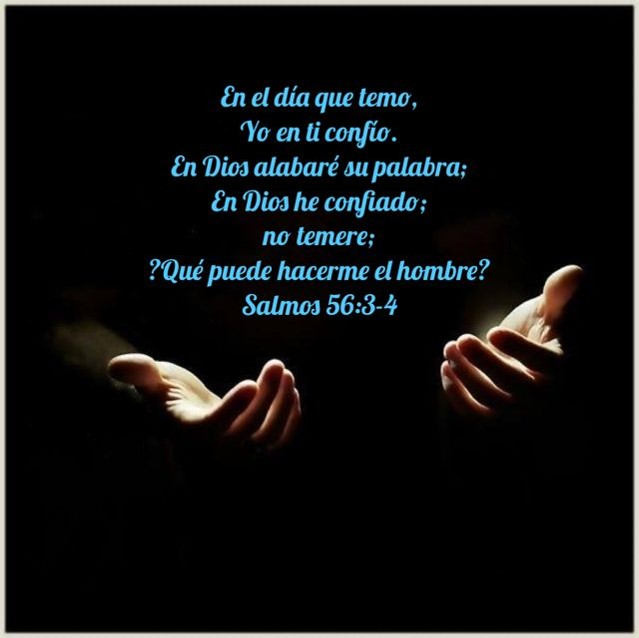 En el día que temo,
Yo en ti confío.
En Dios alabaré su palabra;
En Dios he confiado;
no temere;
?Qué puede hacerme el hombre?
Salmos 56:3-4